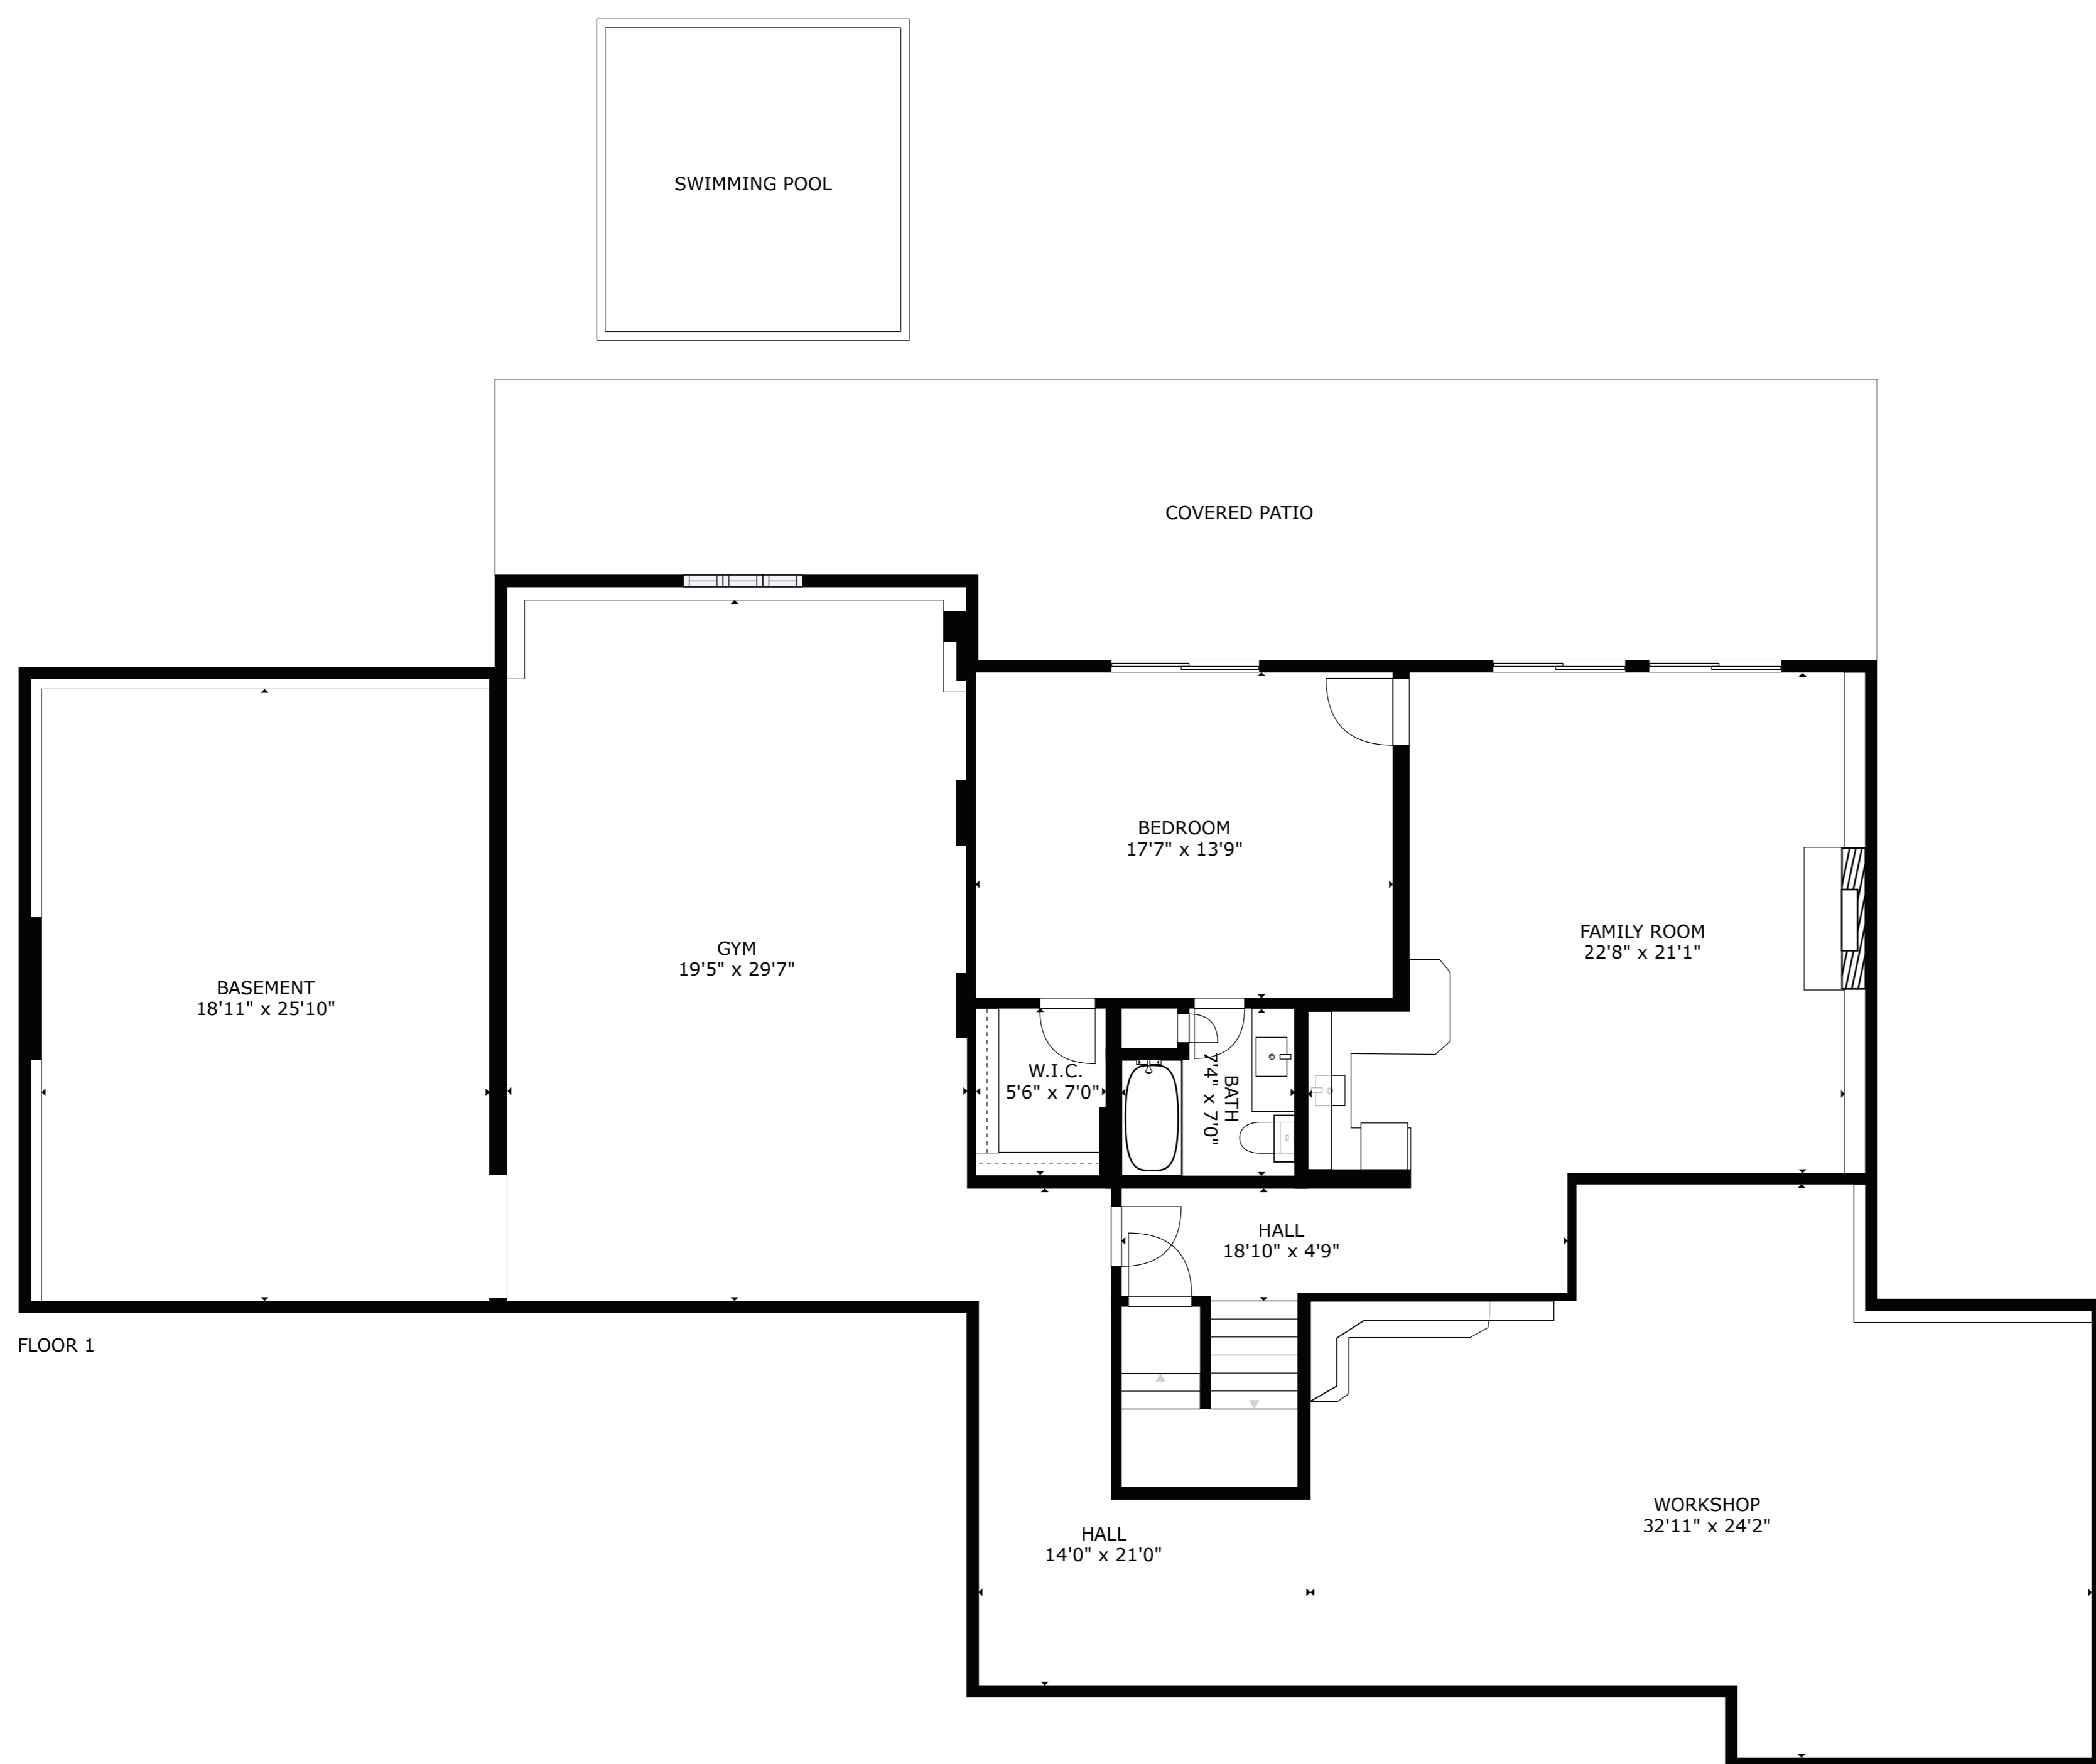 SWIMMING POOL
COVERED PATIO
BEDROOM
17'7" x 13'9"
FAMILY ROOM
22'8" x 21'1"
GYM
19'5" x 29'7"
BASEMENT
18'11" x 25'10"
W.I.C.
5'6" x 7'0"
BATH
7'4" x 7'0"
HALL
18'10" x 4'9"
FLOOR 1
WORKSHOP
32'11" x 24'2"
HALL
14'0" x 21'0"